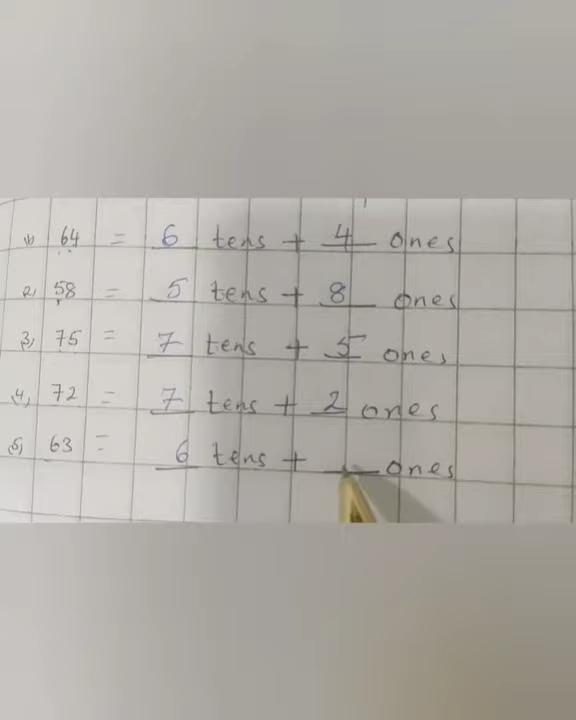 1) 64 = 6 tens + 4 ones
2) 58 = 5 tens + 8 ones
3) 75 = 7 tens + 5 ones
4) 72 = 7 tens + 2 ones
5) 63 = 6 tens + __ ones